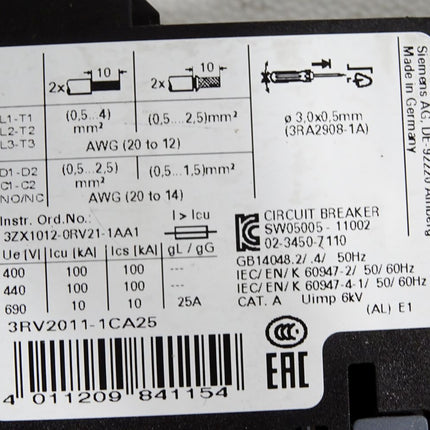 2x 10
2x 10
L1-T1 (0,5...4) mm² (0,5...2,5)mm²
L2-T2
L3-T3 AWG (20 to 12)
ø 3,0x0,5mm
(3RA2908-1A)
D1-D2 (0,5...2,5) mm² (0,5...1,5)mm²
C1-C2
NO/NC AWG (20 to 14)
Siemens AG, DE-92220 Amberg
Made in Germany
Instr. Ord.No.:
3ZX1012-0RV21-1AA1
I > Icu
Ue [V] Icu [kA] Ics [kA] gL / gG
400 100 100 ---
440 100 100 ---
690 10 10 25A
CIRCUIT BREAKER
SW05005 - 11002
02-3450-7110
GB14048.2/ .4/ 50Hz
IEC/EN/K 60947-2/ 50/60Hz
IEC/EN/K 60947-4-1/ 50/60Hz
CAT. A Uimp 6kV
(AL) E1
3RV2011-1CA25
CCC
EAC
4 011209 841154